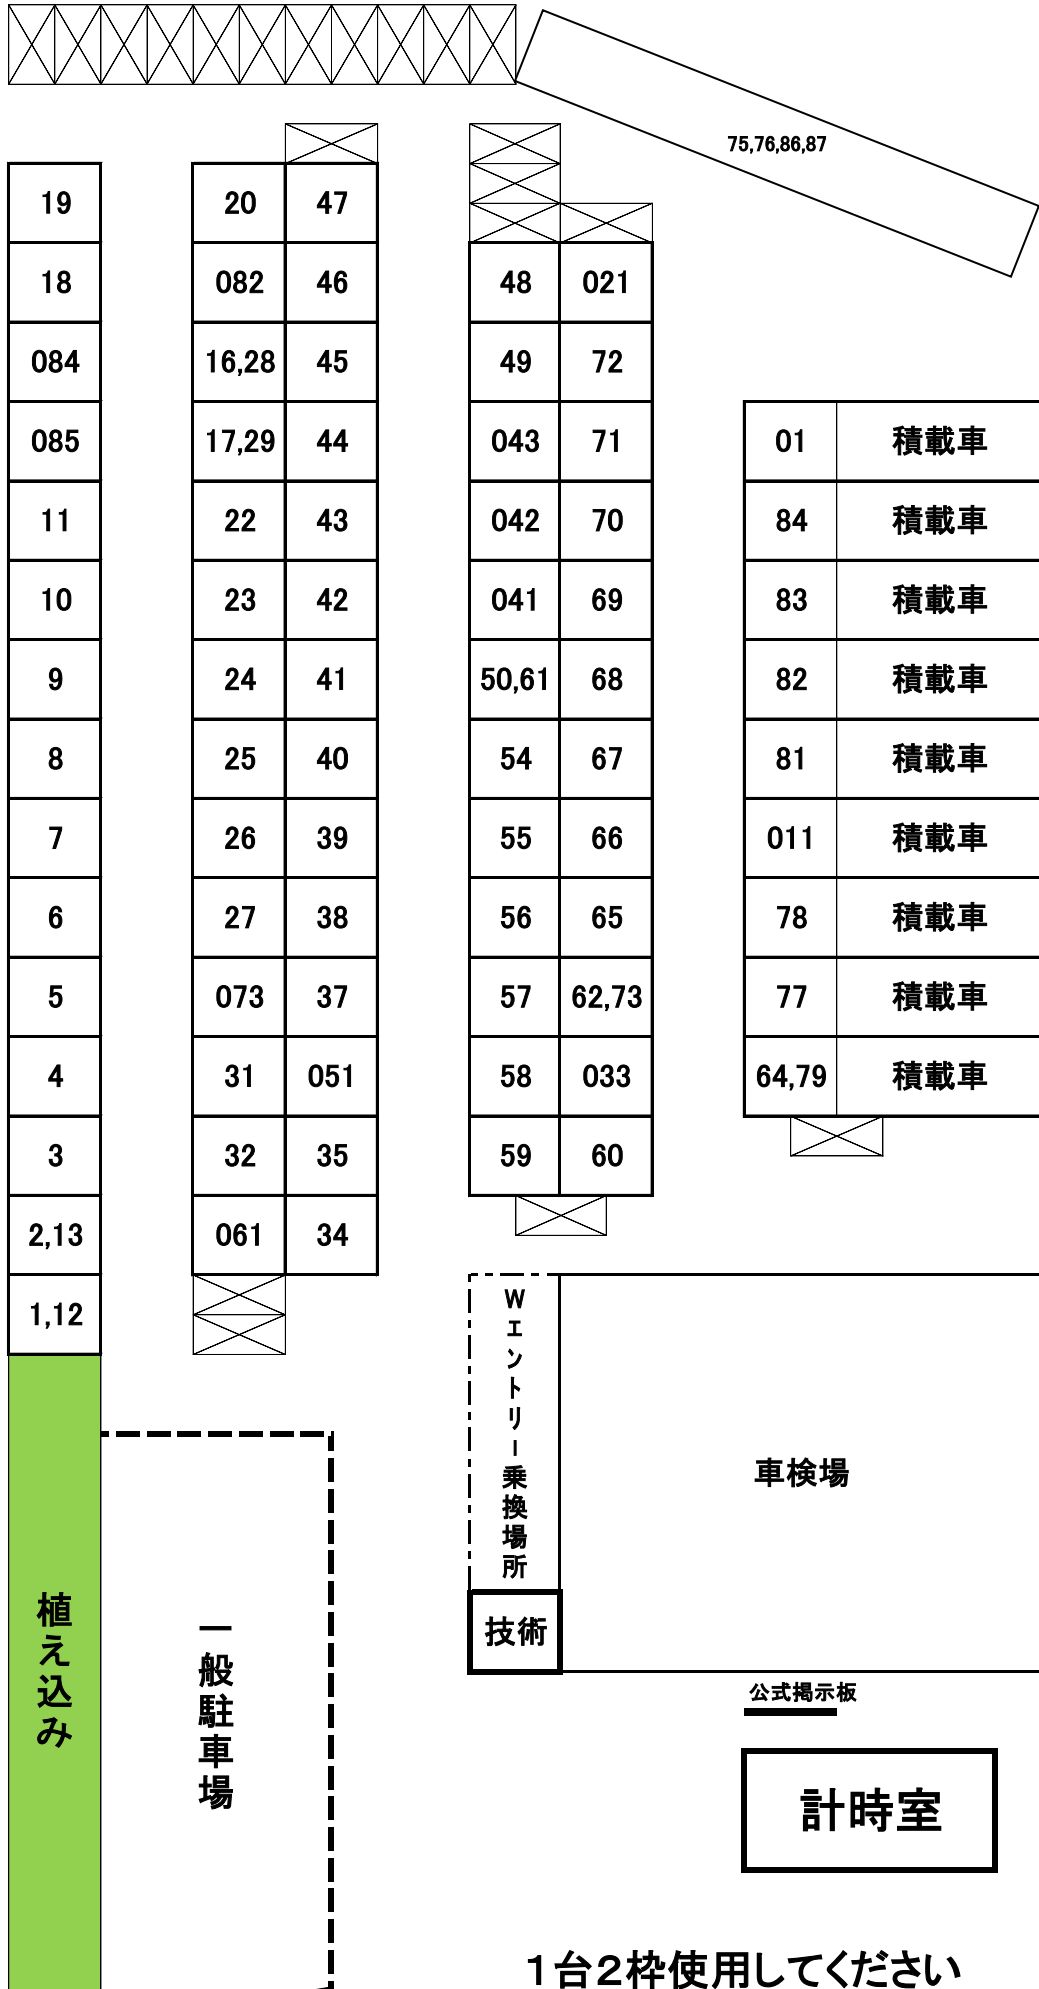 75,76,86,87
19 20 47
18 082 46 48 021
084 16,28 45 49 72
085 17,29 44 043 71 01 積載車
11 22 43 042 70 84 積載車
10 23 42 041 69 83 積載車
9 24 41 50,61 68 82 積載車
8 25 40 54 67 81 積載車
7 26 39 55 66 011 積載車
6 27 38 56 65 78 積載車
5 073 37 57 62,73 77 積載車
4 31 051 58 033 64,79 積載車
3 32 35 59 60
2,13 061 34
1,12
Wエントリー乗換場所
車検場
技術
植え込み
一般駐車場
公式掲示板
計時室
1台2枠使用してください